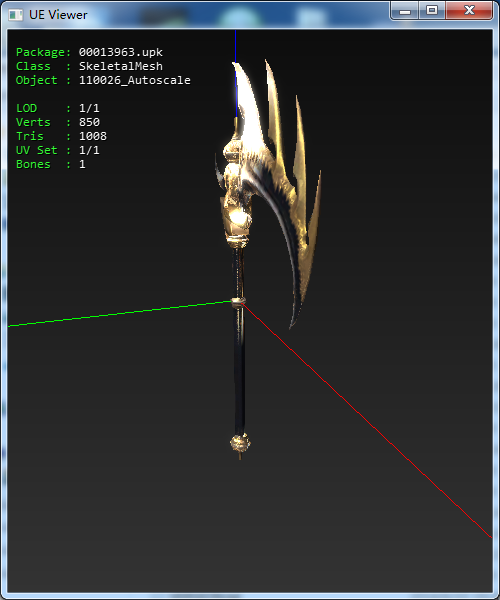 UE Viewer
Package: 00013963.upk
Class : SkeletalMesh
Object : 110026_Autoscale
LOD : 1/1
Verts : 850
Tris : 1008
UV Set : 1/1
Bones : 1